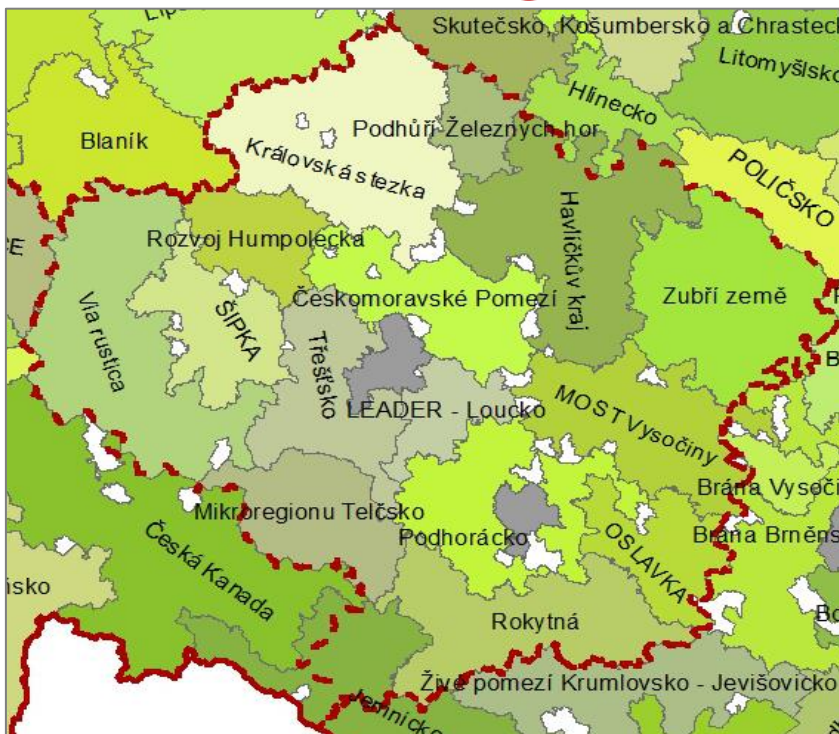 Skutečsko, Košumbersko a Chrastec
Litomyšlsko
Hlinecko
Blaník
Podhůří Železných hor
Královská stezka
POLIČSKO
Rozvoj Humpolecka
Havlíčkův kraj
Českomoravské Pomezí
Zubří země
ŠIPKA
Via rustica
Třešťsko
LEADER - Loucko
MOST Vysočiny
Brána Vysoči
Mikroregionu Telčsko
Podhorácko
OSLAVKA
Brána Brněns
Česká Kanada
Rokytná
Živé pomezí Krumlovsko - Jevišovicko
Jemnicko